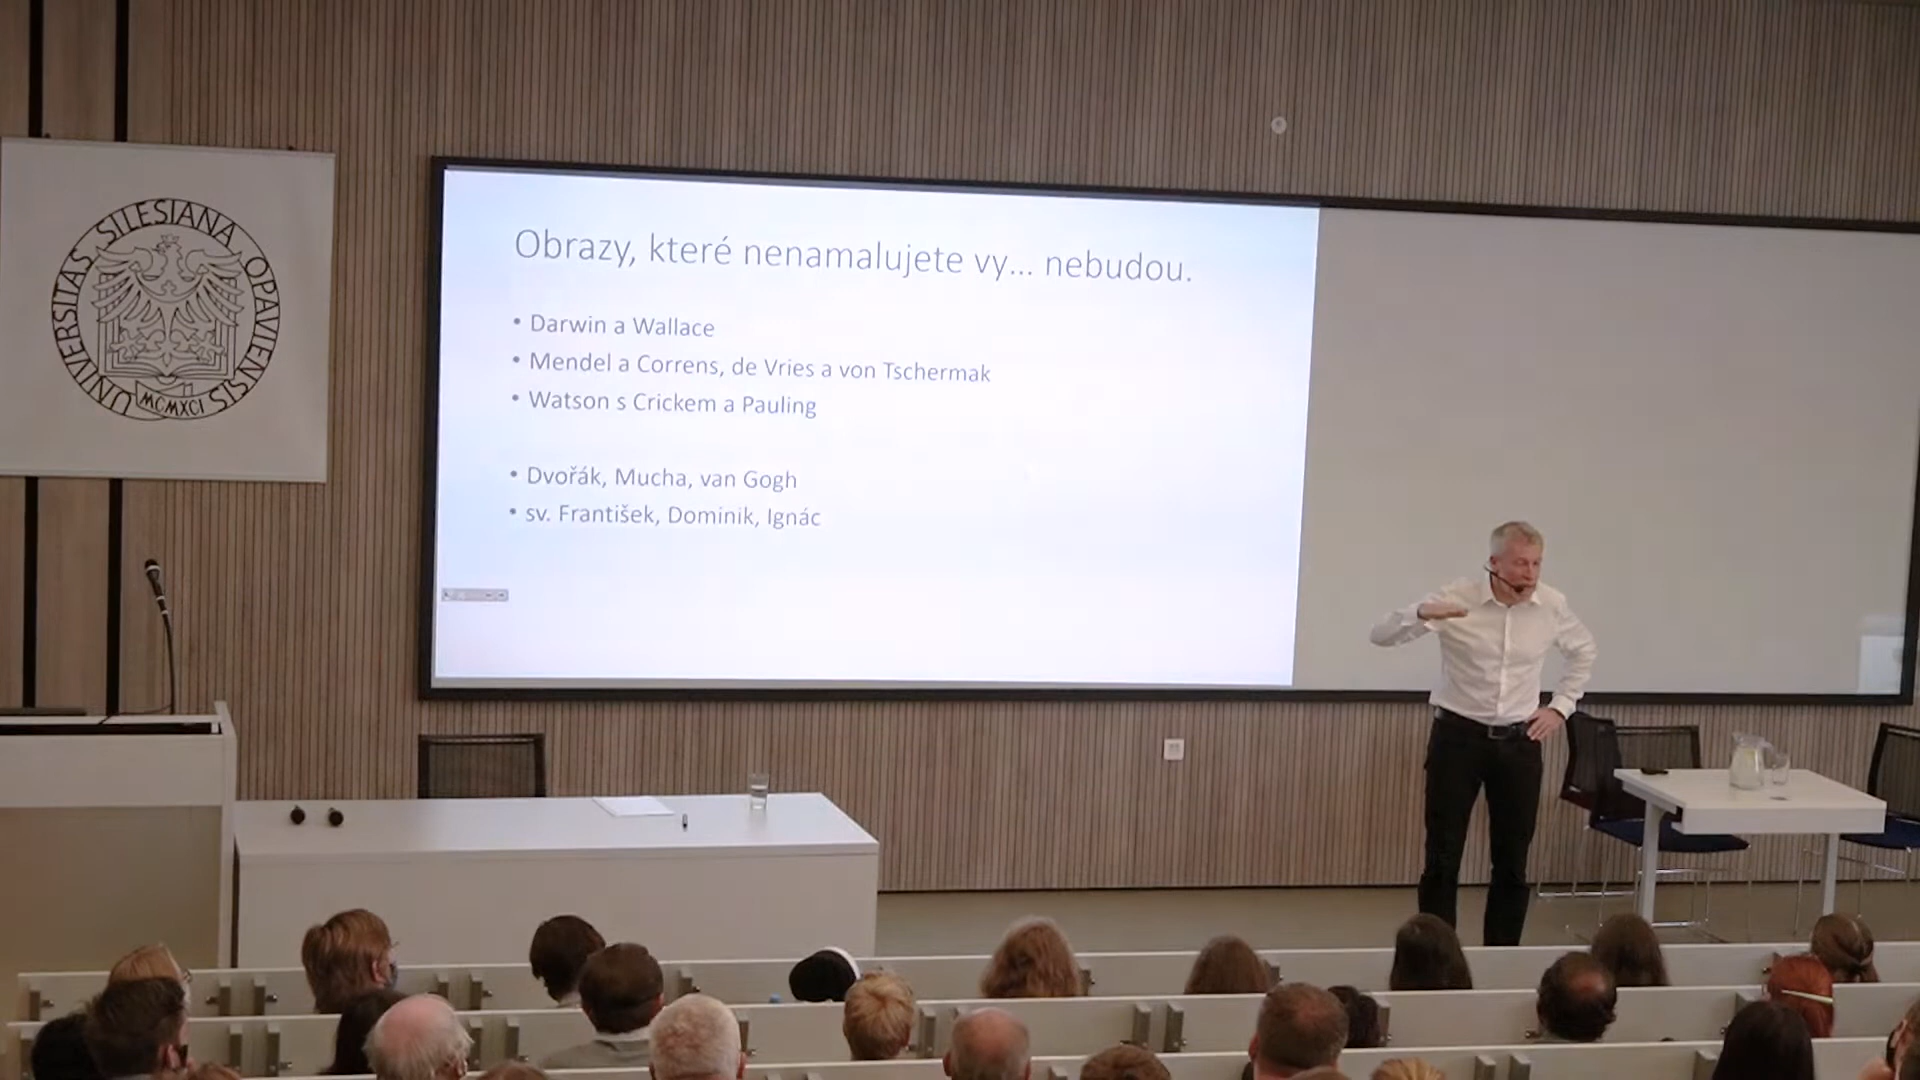 UNIVERSITAS SILESIANA OPAVIENSIS
MCMXCI
Obrazy, které nenamalujete vy... nebudou.
• Darwin a Wallace
• Mendel a Correns, de Vries a von Tschermak
• Watson s Crickem a Pauling
• Dvořák, Mucha, van Gogh
• sv. František, Dominik, Ignác